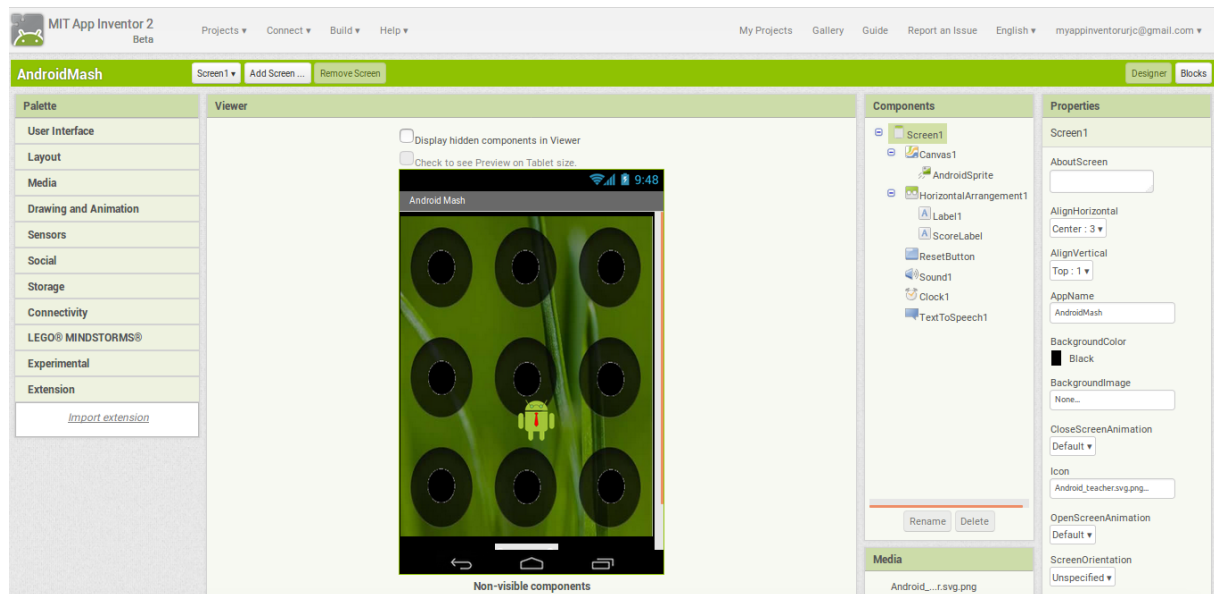 MIT App Inventor 2
Beta
Projects Connect Build Help
My Projects Gallery Guide Report an Issue English myappinventorurjc@gmail.com
AndroidMash
Screen1 Add Screen ... Remove Screen
Designer Blocks
Palette
User Interface
Layout
Media
Drawing and Animation
Sensors
Social
Storage
Connectivity
LEGO® MINDSTORMS®
Experimental
Extension
Import extension
Viewer
Display hidden components in Viewer
Check to see Preview on Tablet size.
9:48
Android Mash
Non-visible components
Components
Screen1
Canvas1
AndroidSprite
HorizontalArrangement1
A Label1
A ScoreLabel
ResetButton
Sound1
Clock1
TextToSpeech1
Rename Delete
Media
Android_...r.svg.png
Properties
Screen1
AboutScreen
AlignHorizontal
Center : 3
AlignVertical
Top : 1
AppName
AndroidMash
BackgroundColor
Black
BackgroundImage
None...
CloseScreenAnimation
Default
Icon
Android_teacher.svg.png...
OpenScreenAnimation
Default
ScreenOrientation
Unspecified